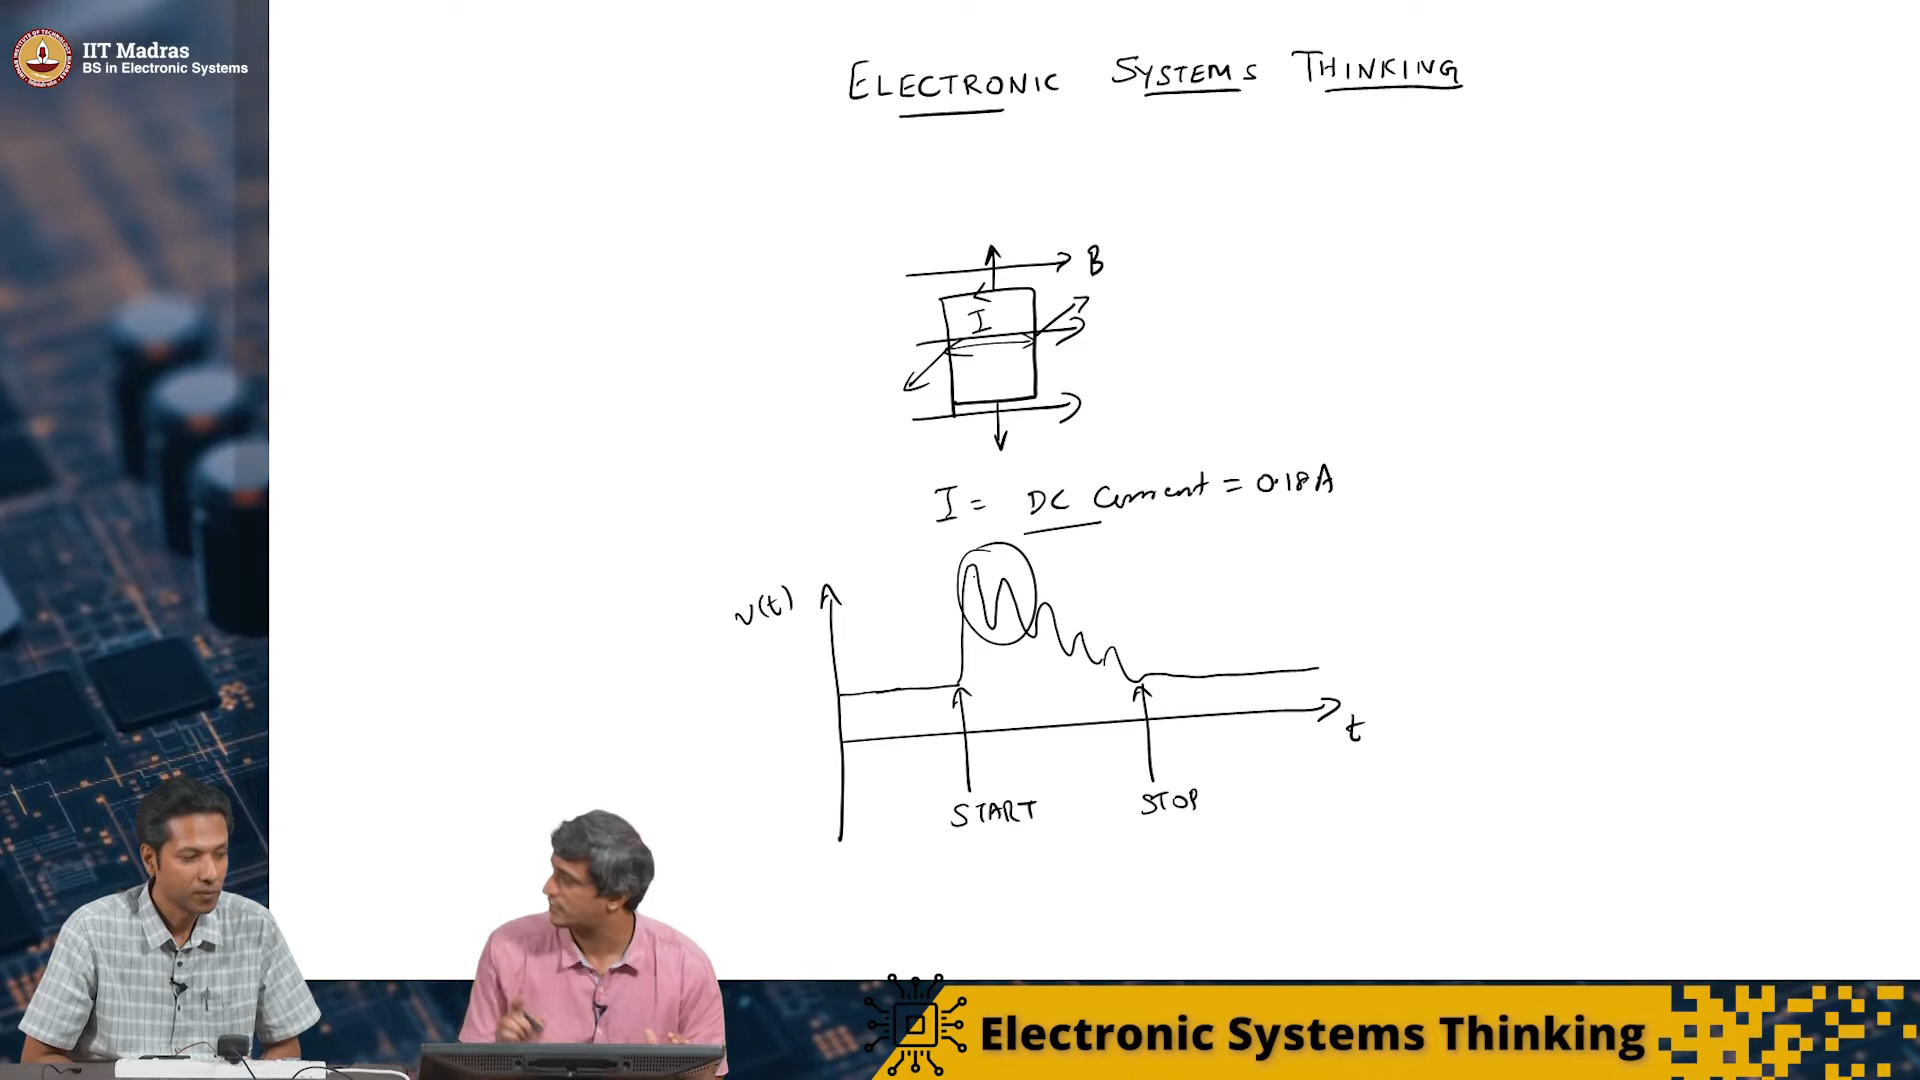 IIT Madras
BS in Electronic Systems
ELECTRONIC SYSTEMS THINKING
B
I
I = DC Current = 0.18A
v(t)
t
START
STOP
Electronic Systems Thinking